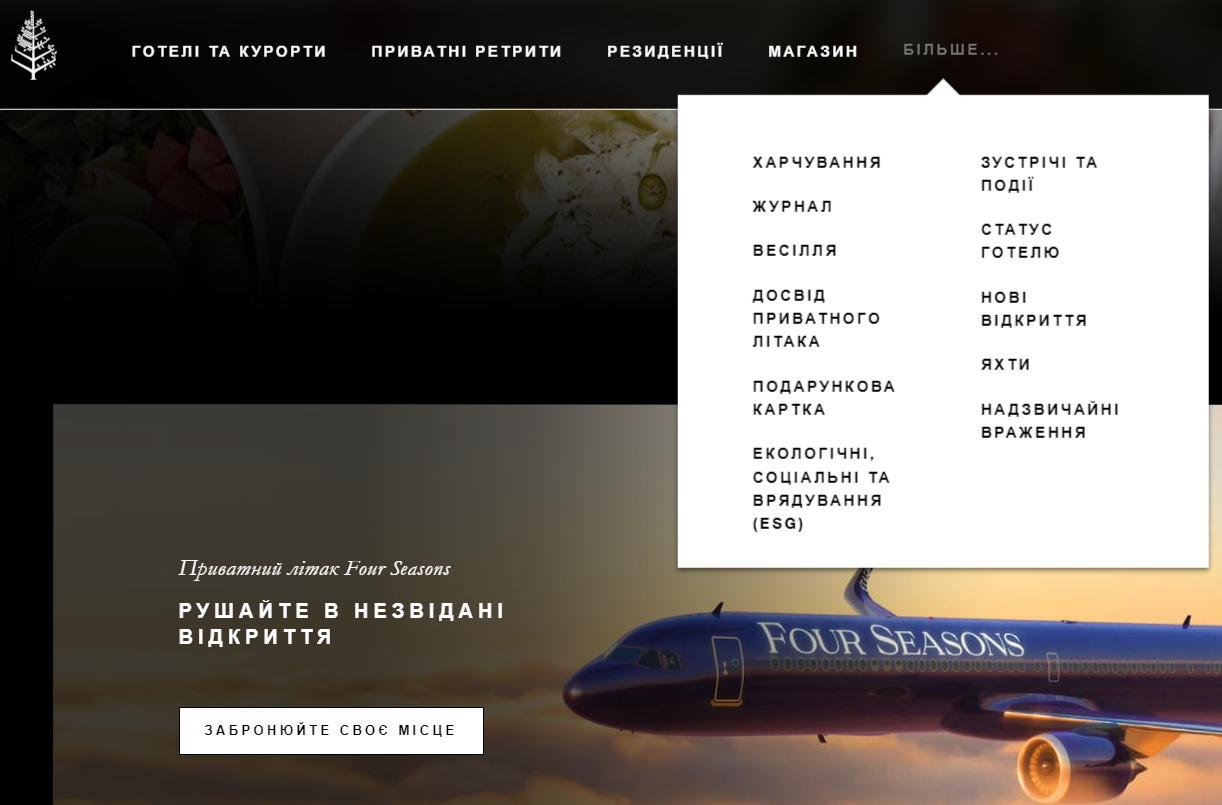 ГОТЕЛІ ТА КУРОРТИ
ПРИВАТНІ РЕТРИТИ
РЕЗИДЕНЦІЇ
МАГАЗИН
БІЛЬШЕ...
ХАРЧУВАННЯ
ЖУРНАЛ
ВЕСІЛЛЯ
ДОСВІД
ПРИВАТНОГО
ЛІТАКА
ПОДАРУНКОВА
КАРТКА
ЕКОЛОГІЧНІ,
СОЦІАЛЬНІ ТА
ВРЯДУВАННЯ
(ESG)
ЗУСТРІЧІ ТА
ПОДІЇ
СТАТУС
ГОТЕЛЮ
НОВІ
ВІДКРИТТЯ
ЯХТИ
НАДЗВИЧАЙНІ
ВРАЖЕННЯ
Приватний літак Four Seasons
РУШАЙТЕ В НЕЗВІДАНІ
ВІДКРИТТЯ
ЗАБРОНЮЙТЕ СВОЄ МІСЦЕ
FOUR SEASONS